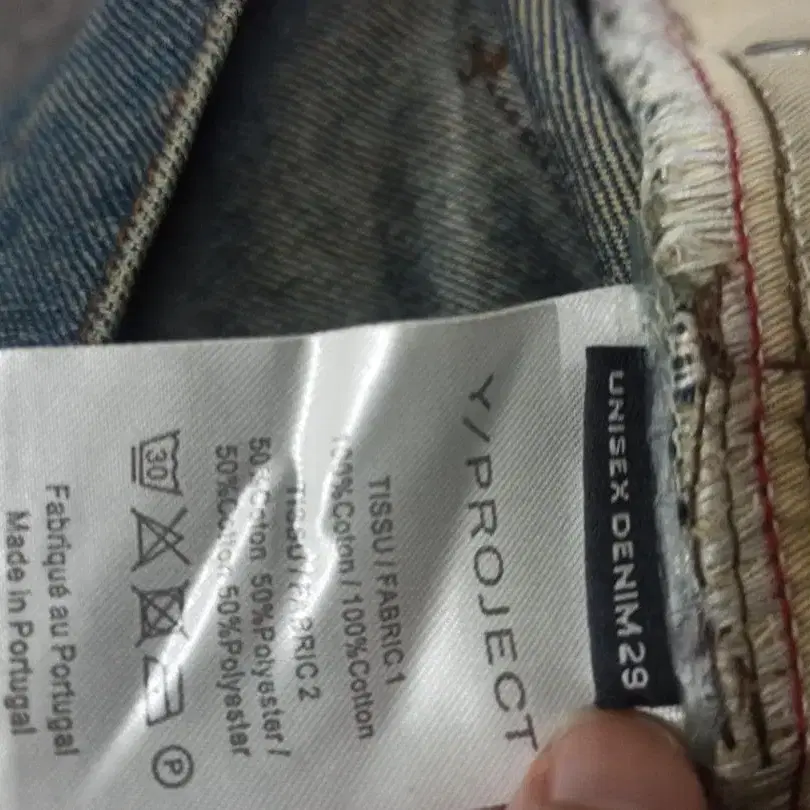 UNISEX DENIM 29
Y/PROJECT
TISSU / FABRIC 1
100%Coton / 100%Cotton
TISSU / FABRIC 2
50%Coton 50%Polyester /
50%Cotton 50%Polyester
30 P
Fabriqué au Portugal
Made in Portugal